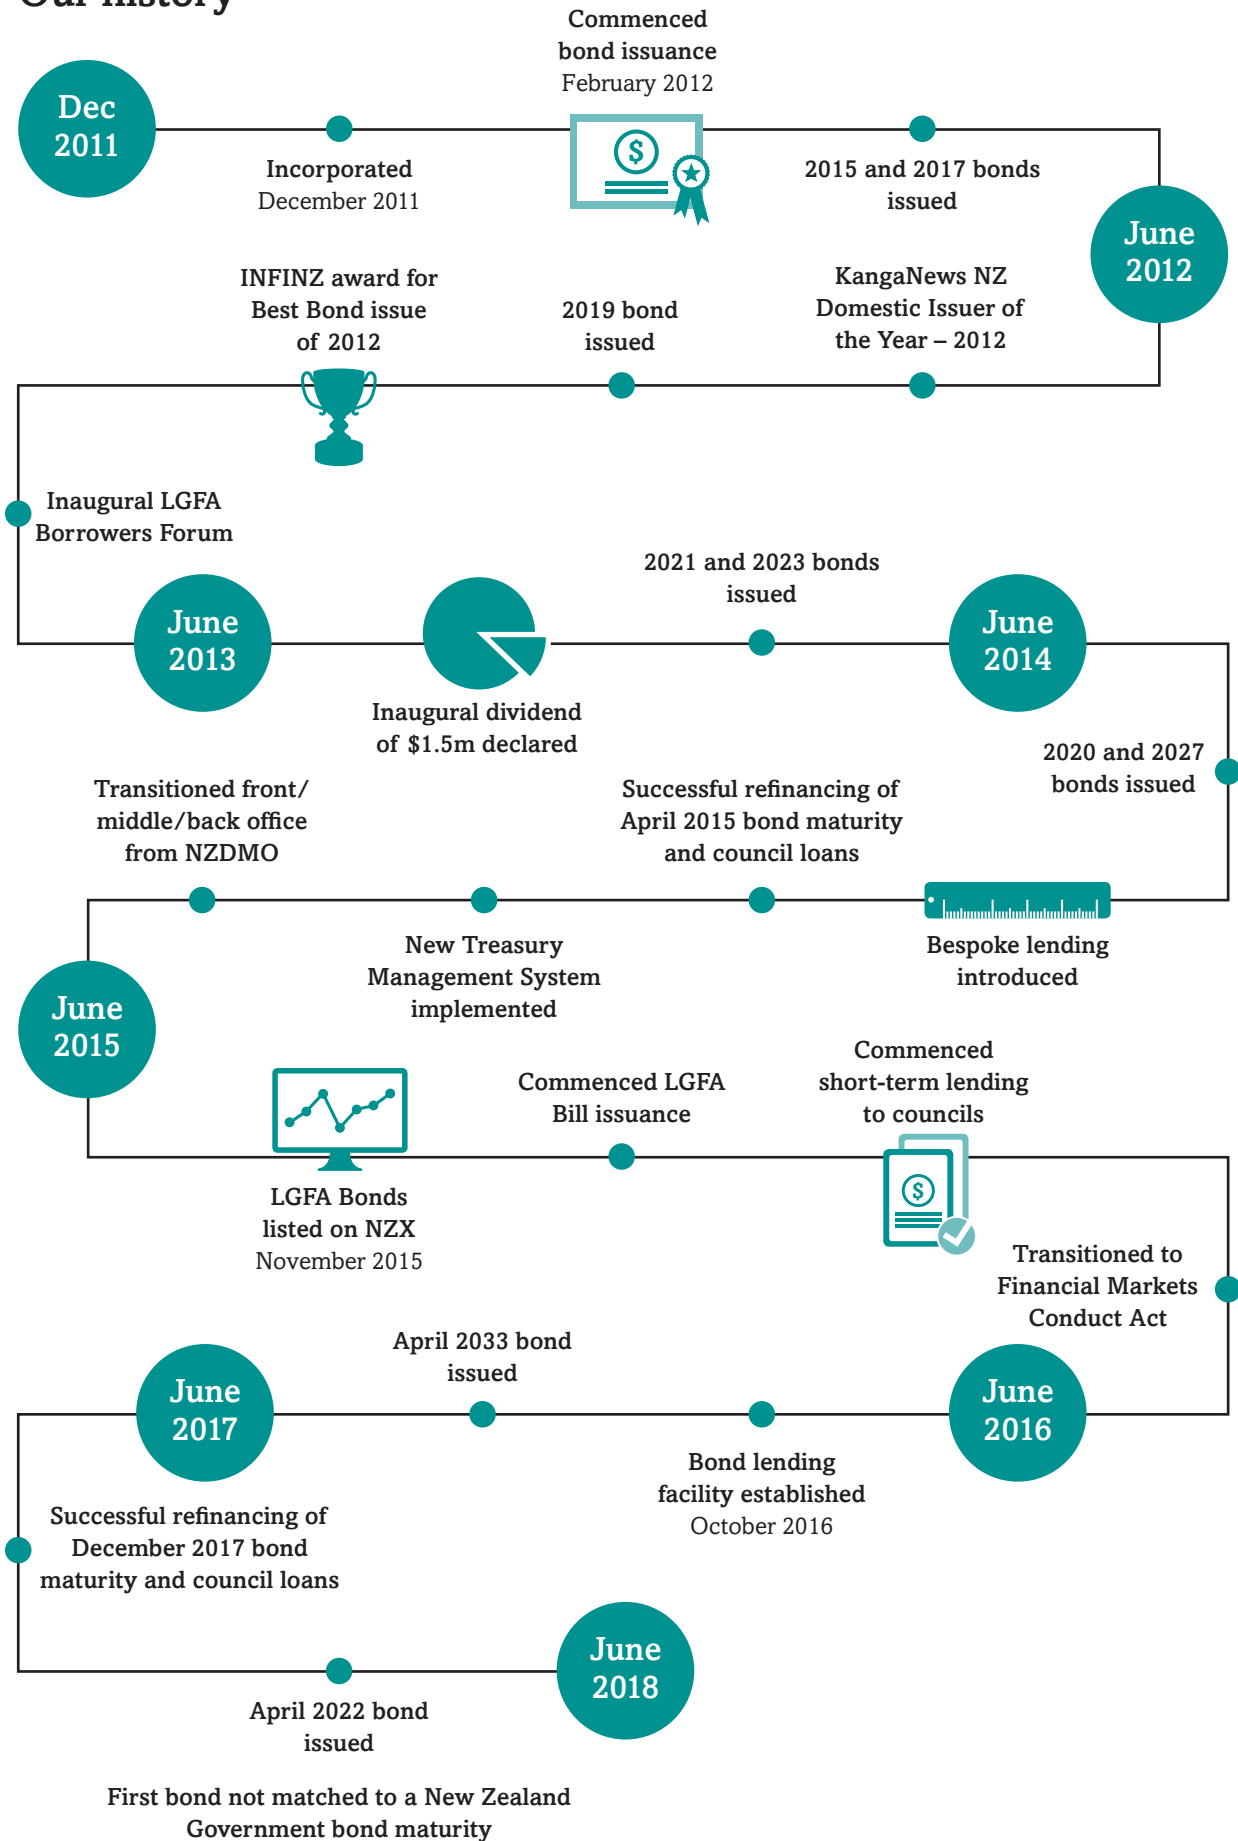 Our history
Dec
2011
Incorporated
December 2011
Commenced
bond issuance
February 2012
$
2015 and 2017 bonds
issued
June
2012
KangaNews NZ
Domestic Issuer of
the Year – 2012
2019 bond
issued
INFINZ award for
Best Bond issue
of 2012
Inaugural LGFA
Borrowers Forum
June
2013
Inaugural dividend
of $1.5m declared
2021 and 2023 bonds
issued
June
2014
2020 and 2027
bonds issued
Bespoke lending
introduced
Successful refinancing of
April 2015 bond maturity
and council loans
New Treasury
Management System
implemented
Transitioned front/
middle/back office
from NZDMO
June
2015
LGFA Bonds
listed on NZX
November 2015
Commenced LGFA
Bill issuance
Commenced
short-term lending
to councils
$
Transitioned to
Financial Markets
Conduct Act
June
2016
Bond lending
facility established
October 2016
April 2033 bond
issued
June
2017
Successful refinancing of
December 2017 bond
maturity and council loans
April 2022 bond
issued
First bond not matched to a New Zealand
Government bond maturity
June
2018